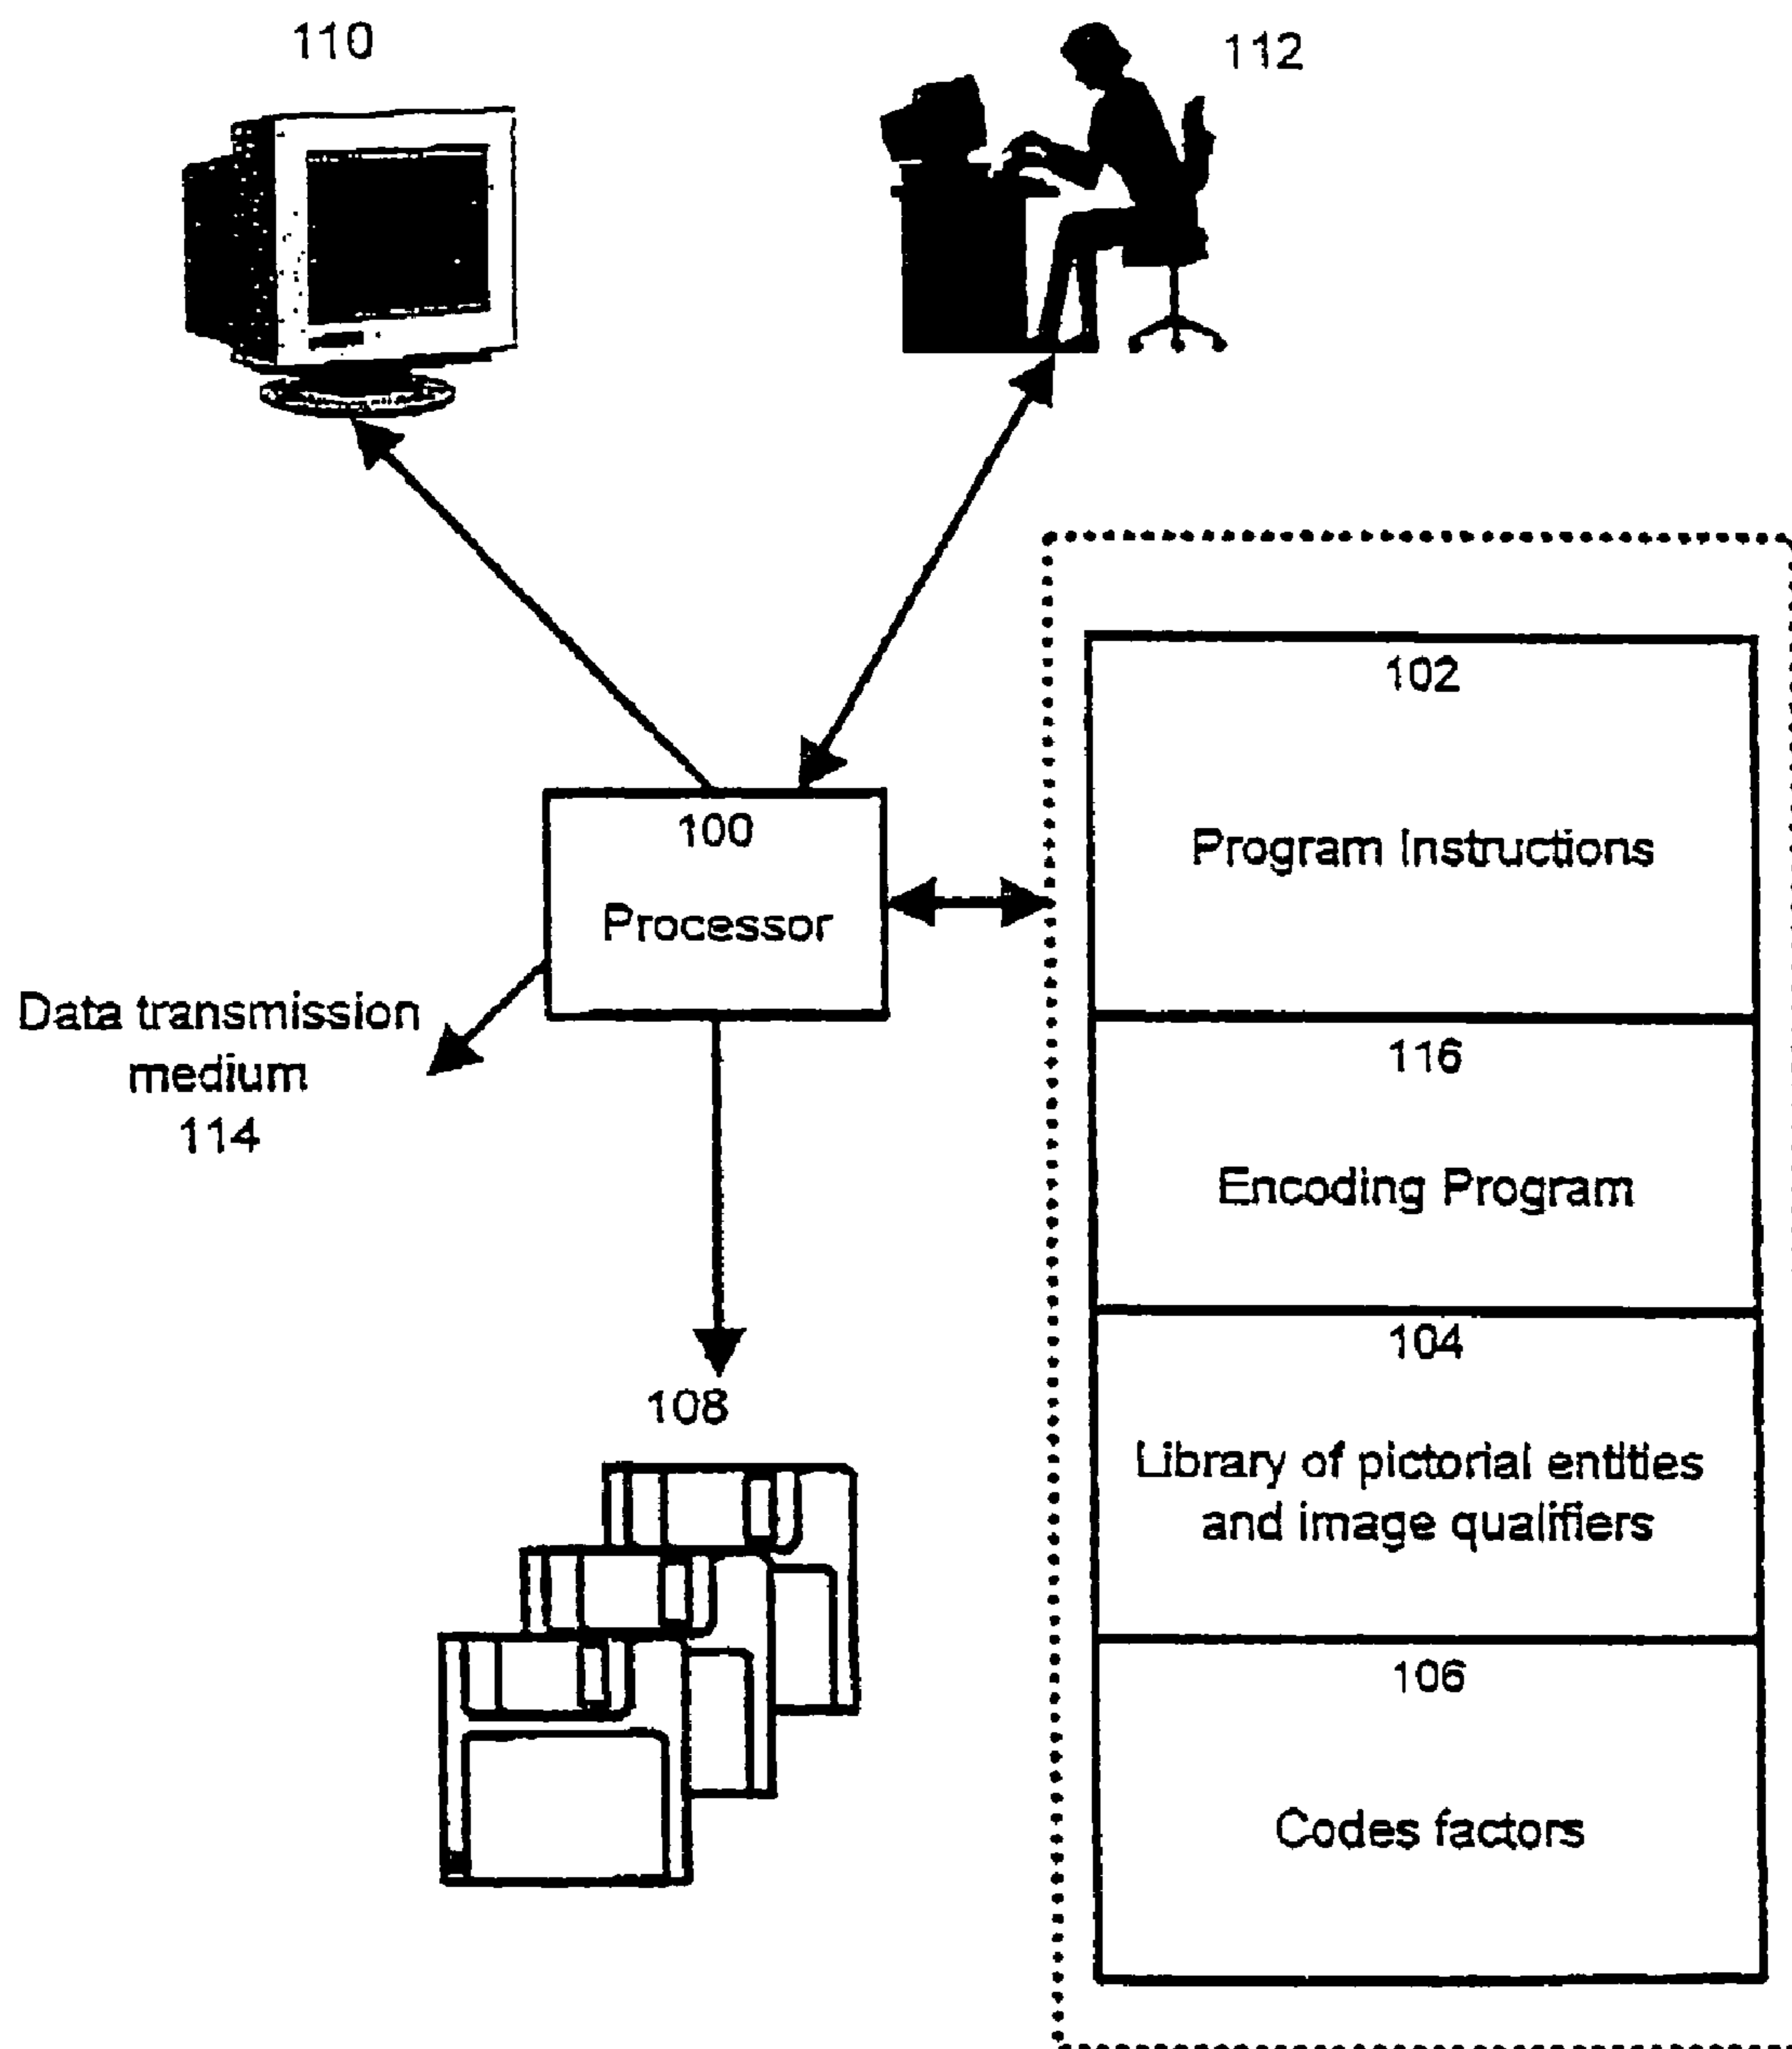 110
112
102
Program Instructions
100
Processor
Data transmission
medium
114
116
Encoding Program
104
Library of pictorial entities
and image qualifiers
108
106
Codes factors